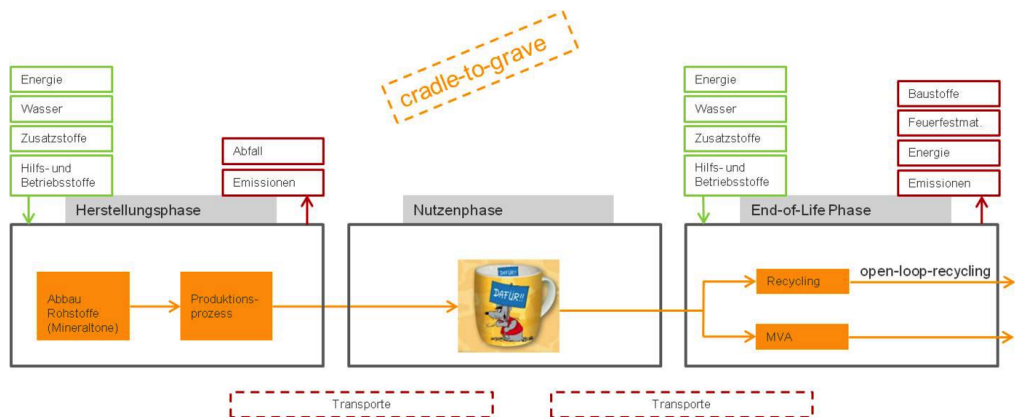 cradle-to-grave
Energie
Wasser
Zusatzstoffe
Hilfs- und
Betriebsstoffe
Abfall
Emissionen
Energie
Wasser
Zusatzstoffe
Hilfs- und
Betriebsstoffe
Baustoffe
Feuerfestmat.
Energie
Emissionen
Herstellungsphase
Nutzenphase
End-of-Life Phase
Abbau
Rohstoffe
(Mineraltone)
Produktions-
prozess
DAFÜR!
DAFÜR!!
Recycling
open-loop-recycling
MVA
Transporte
Transporte